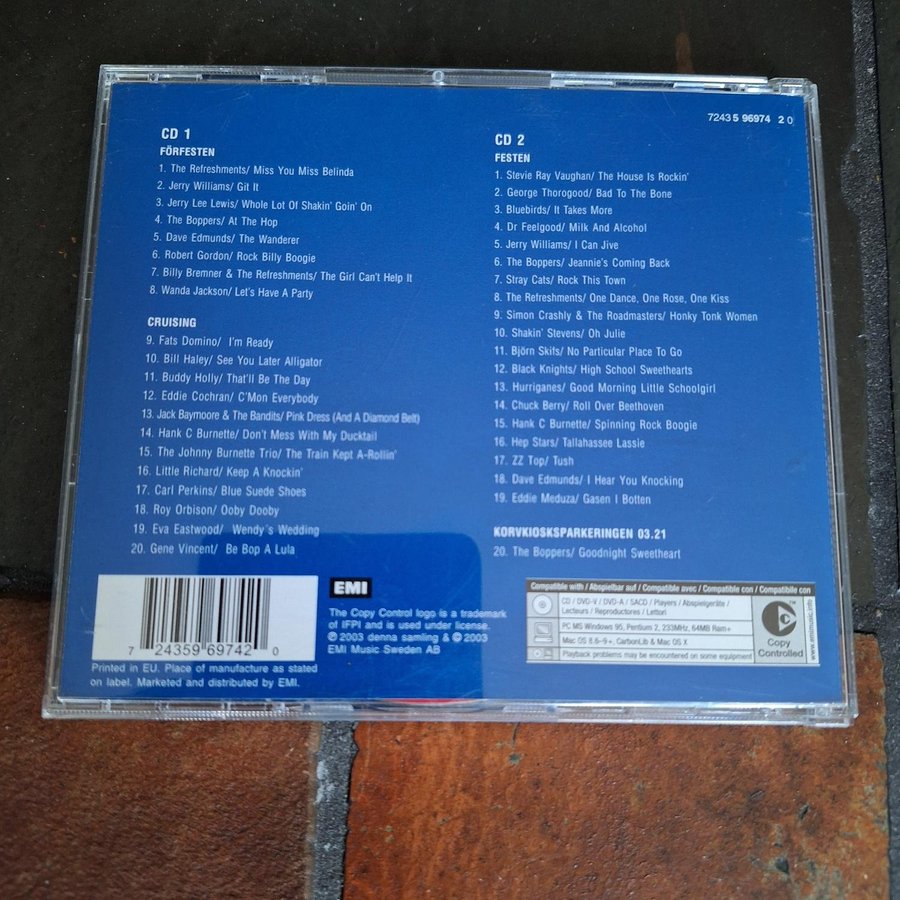 7243 5 96974 2 0
CD 1
FÖRFESTEN
1. The Refreshments/ Miss You Miss Belinda
2. Jerry Williams/ Git It
3. Jerry Lee Lewis/ Whole Lot Of Shakin' Goin' On
4. The Boppers/ At The Hop
5. Dave Edmunds/ The Wanderer
6. Robert Gordon/ Rock Billy Boogie
7. Billy Bremner & The Refreshments/ The Girl Can't Help It
8. Wanda Jackson/ Let's Have A Party
CRUISING
9. Fats Domino/ I'm Ready
10. Bill Haley/ See You Later Alligator
11. Buddy Holly/ That'll Be The Day
12. Eddie Cochran/ C'Mon Everybody
13. Jack Baymoore & The Bandits/ Pink Dress (And A Diamond Belt)
14. Hank C Burnette/ Don't Mess With My Ducktail
15. The Johnny Burnette Trio/ The Train Kept A-Rollin'
16. Little Richard/ Keep A Knockin'
17. Carl Perkins/ Blue Suede Shoes
18. Roy Orbison/ Ooby Dooby
19. Eva Eastwood/ Wendy´s Wedding
20. Gene Vincent/ Be Bop A Lula
CD 2
FESTEN
1. Stevie Ray Vaughan/ The House Is Rockin'
2. George Thorogood/ Bad To The Bone
3. Bluebirds/ It Takes More
4. Dr Feelgood/ Milk And Alcohol
5. Jerry Williams/ I Can Jive
6. The Boppers/ Jeannie's Coming Back
7. Stray Cats/ Rock This Town
8. The Refreshments/ One Dance, One Rose, One Kiss
9. Simon Crashly & The Roadmasters/ Honky Tonk Women
10. Shakin' Stevens/ Oh Julie
11. Björn Skifs/ No Particular Place To Go
12. Black Knights/ High School Sweethearts
13. Hurriganes/ Good Morning Little Schoolgirl
14. Chuck Berry/ Roll Over Beethoven
15. Hank C Burnette/ Spinning Rock Boogie
16. Hep Stars/ Tallahassee Lassie
17. ZZ Top/ Tush
18. Dave Edmunds/ I Hear You Knocking
19. Eddie Meduza/ Gasen I Botten
KORVKIOSKSPARKERINGEN 03.21
20. The Boppers/ Goodnight Sweetheart
7 24359 69742 0
Printed in EU. Place of manufacture as stated
on label. Marketed and distributed by EMI.
EMI
The Copy Control logo is a trademark
of IFPI and is used under license.
℗ 2003 denna samling & © 2003
EMI Music Sweden AB
Compatible with / Abspielbar auf / Compatible avec / Compatible con / Compatibile con
CD / DVD-V / DVD-A / SACD / Players / Abspielgeräte /
Lecteurs / Reproductores / Lettori
PC MS Windows 95, Pentium 2, 233MHz, 64MB Ram+
Mac OS 8.6-9+, CarbonLib & Mac OS X
Playback problems may be encountered on some equipment
Copy
Controlled
www.emimusic.info